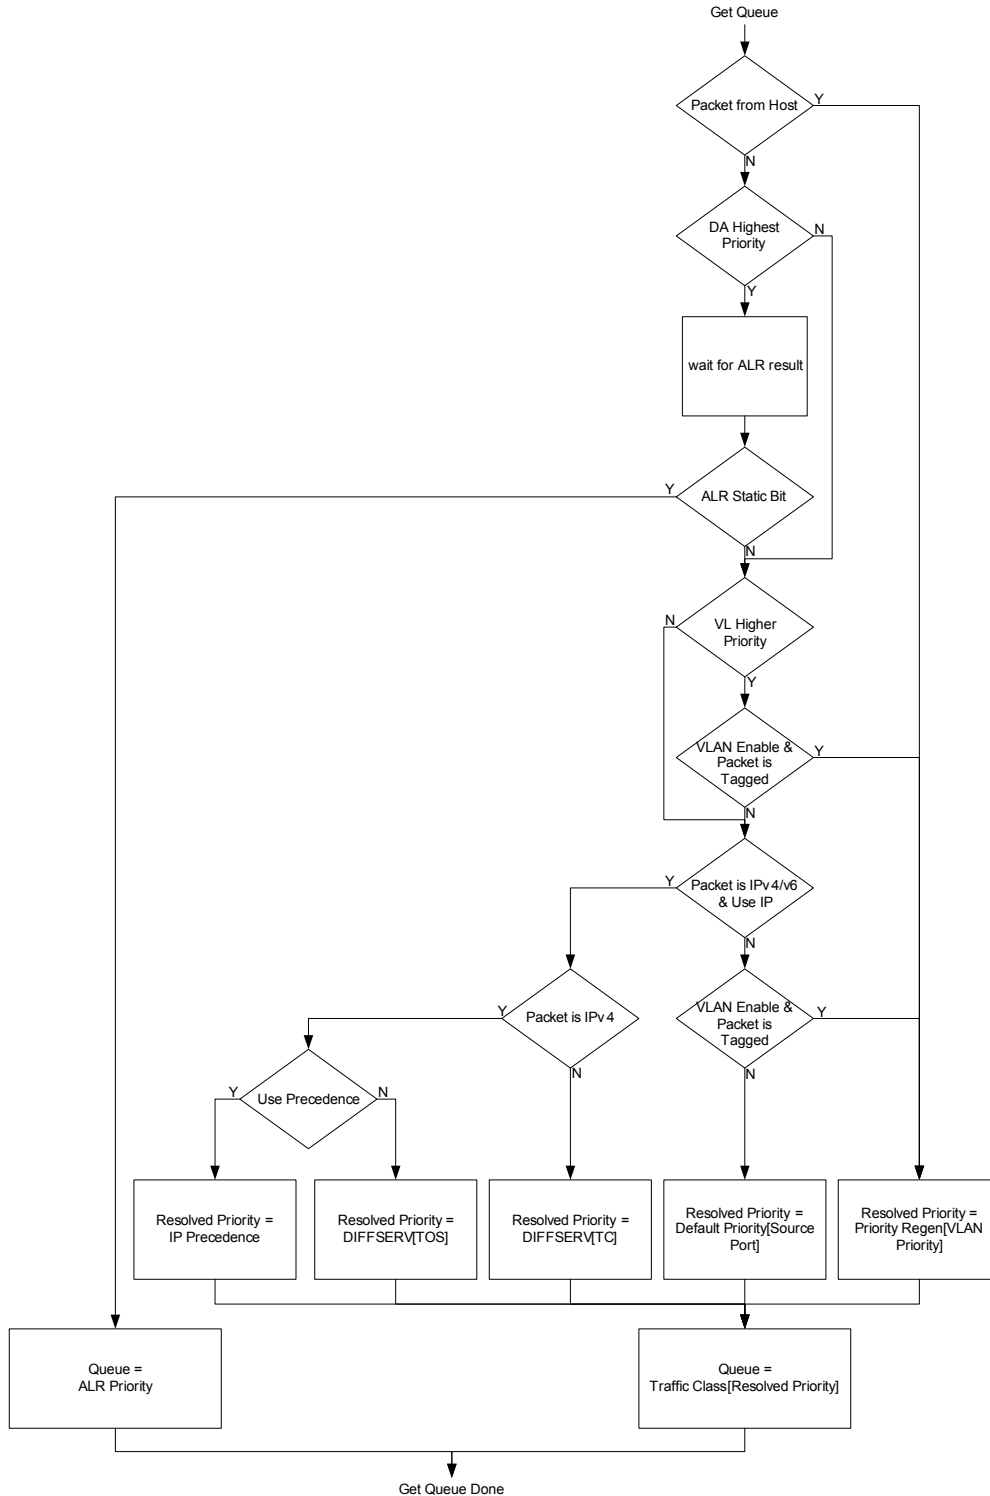 Get Queue
Packet from Host
Y
N
DA Highest
Priority
N
Y
wait for ALR result
Y
ALR Static Bit
N
N
VL Higher
Priority
Y
VLAN Enable &
Packet is
Tagged
Y
N
Y
Packet is IPv4/v6
& Use IP
N
Y
Packet is IPv4
N
VLAN Enable &
Packet is
Tagged
Y
N
Y
Use Precedence
N
Resolved Priority =
IP Precedence
Resolved Priority =
DIFFSERV[TOS]
Resolved Priority =
DIFFSERV[TC]
Resolved Priority =
Default Priority[Source
Port]
Resolved Priority =
Priority Regen[VLAN
Priority]
Queue =
ALR Priority
Queue =
Traffic Class[Resolved Priority]
Get Queue Done